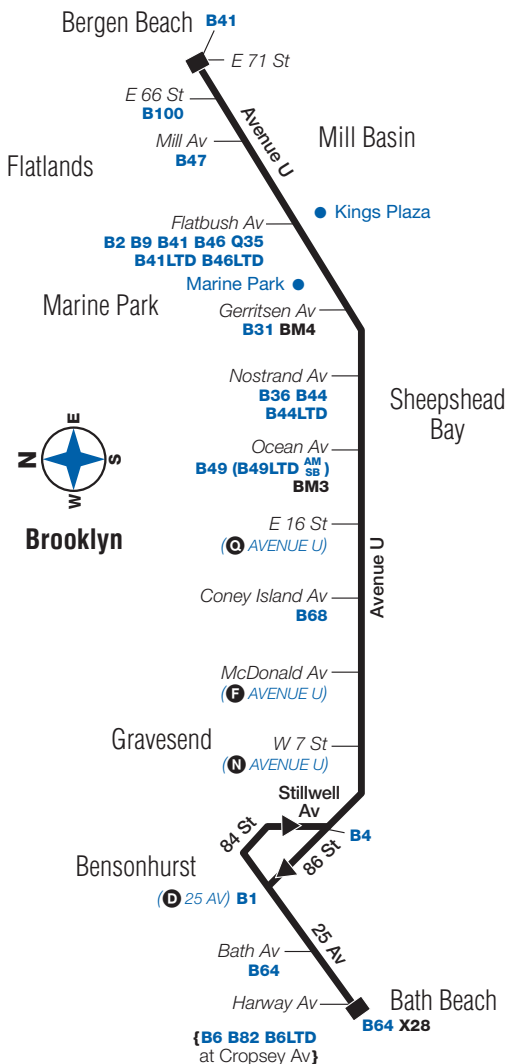 Bergen Beach B41
E 71 St
E 66 St
B100
Avenue U
Mill Basin
Mill Av
B47
Flatlands
Kings Plaza
Flatbush Av
B2 B9 B41 B46 Q35
B41LTD B46LTD
Marine Park
Marine Park
Gerritsen Av
B31 BM4
Nostrand Av
B36 B44
B44LTD
Sheepshead
Bay
Ocean Av
B49 (B49LTD AM SB )
BM3
N
E
S
W
Brooklyn
E 16 St
(Q AVENUE U)
Avenue U
Coney Island Av
B68
McDonald Av
(F AVENUE U)
Gravesend
W 7 St
(N AVENUE U)
Stillwell
Av
84 St
B4
86 St
Bensonhurst
(D 25 AV) B1
25 Av
Bath Av
B64
Harway Av
Bath Beach
B64 X28
{B6 B82 B6LTD
at Cropsey Av}